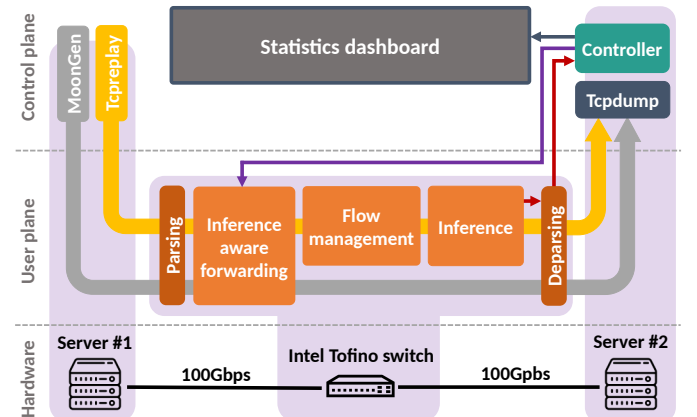 Control plane
MoonGen
Tcpreplay
Statistics dashboard
Controller
Tcpdump
User plane
Parsing
Inference
aware
forwarding
Flow
management
Inference
Deparsing
Hardware
Server #1
100Gbps
Intel Tofino switch
100Gpbs
Server #2